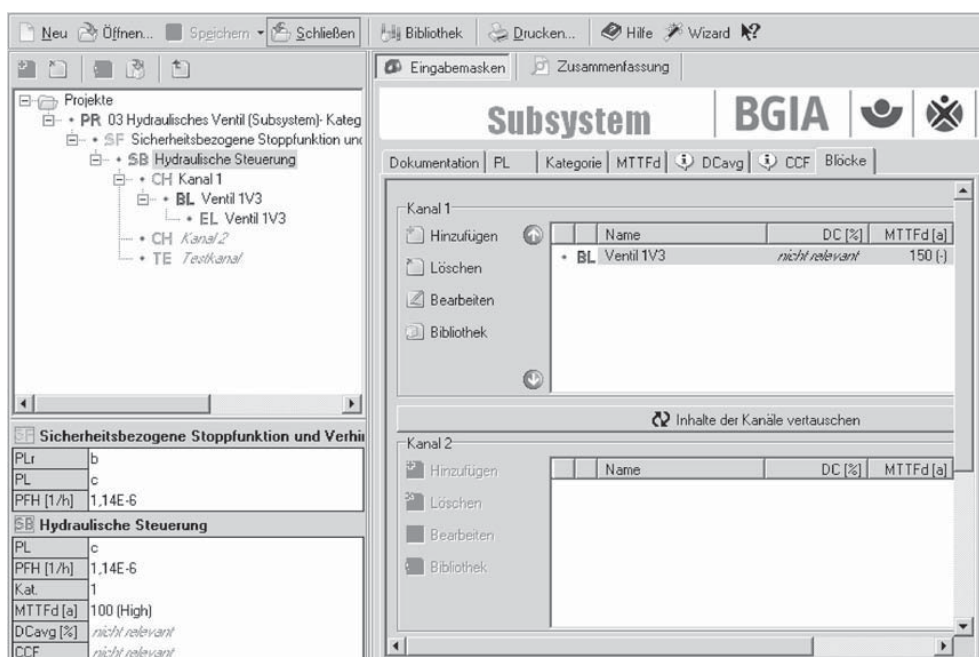 Neu Öffnen... Speichern Schließen Bibliothek Drucken... Hilfe Wizard
Eingabemasken Zusammenfassung
Projekte
PR 03 Hydraulisches Ventil (Subsystem)- Kateg
SF Sicherheitsbezogene Stoppfunktion und
SB Hydraulische Steuerung
CH Kanal 1
BL Ventil 1V3
EL Ventil 1V3
CH Kanal 2
TE Testkanal
SF Sicherheitsbezogene Stoppfunktion und Verhin
PLr b
PL c
PFH [1/h] 1,14E-6
SB Hydraulische Steuerung
PL c
PFH [1/h] 1,14E-6
Kat. 1
MTTFd [a] 100 (High)
DCavg [%] nicht relevant
CCF nicht relevant
Subsystem BGIA
Dokumentation PL Kategorie MTTFd DCavg CCF Blöcke
Kanal 1
Hinzufügen
Löschen
Bearbeiten
Bibliothek
Name DC [%] MTTFd [a]
BL Ventil 1V3 nicht relevant 150 (-)
Inhalte der Kanäle vertauschen
Kanal 2
Hinzufügen
Löschen
Bearbeiten
Bibliothek
Name DC [%] MTTFd [a]